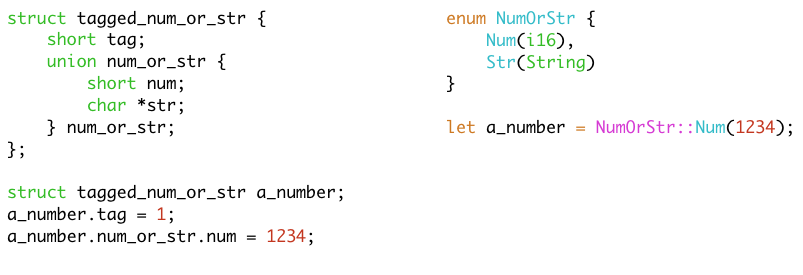 struct tagged_num_or_str {
    short tag;
    union num_or_str {
        short num;
        char *str;
    } num_or_str;
};

struct tagged_num_or_str a_number;
a_number.tag = 1;
a_number.num_or_str.num = 1234;

enum NumOrStr {
    Num(i16),
    Str(String)
}

let a_number = NumOrStr::Num(1234);